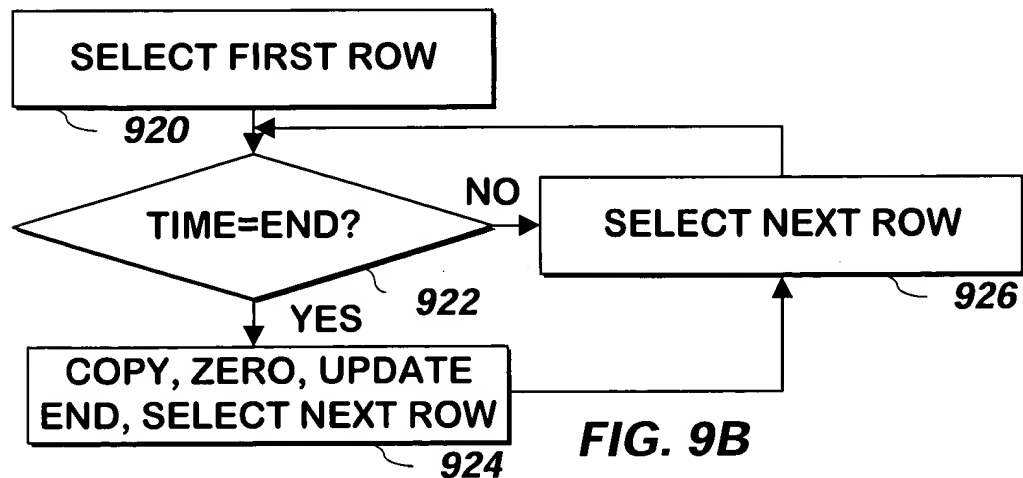 SELECT FIRST ROW
920
TIME=END?
NO
SELECT NEXT ROW
922
926
YES
COPY, ZERO, UPDATE
END, SELECT NEXT ROW
924
FIG. 9B